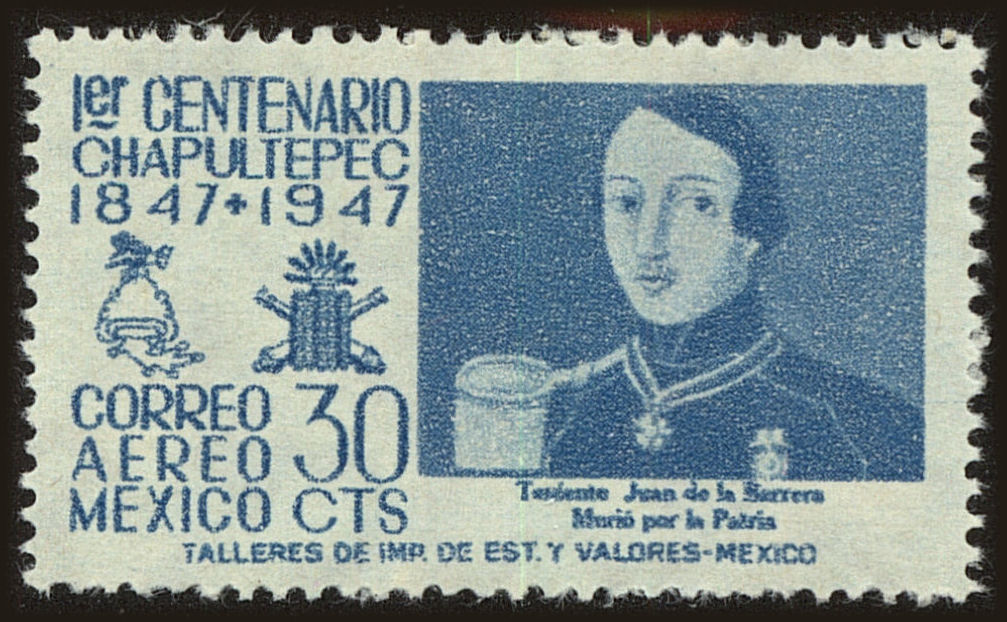 1er CENTENARIO
CHAPULTEPEC
1847+1947
CORREO
AEREO
MEXICO
30
CTS
Teniente Juan de la Barrera
Murió por la Patria
TALLERES DE IMP. DE EST. Y VALORES-MEXICO